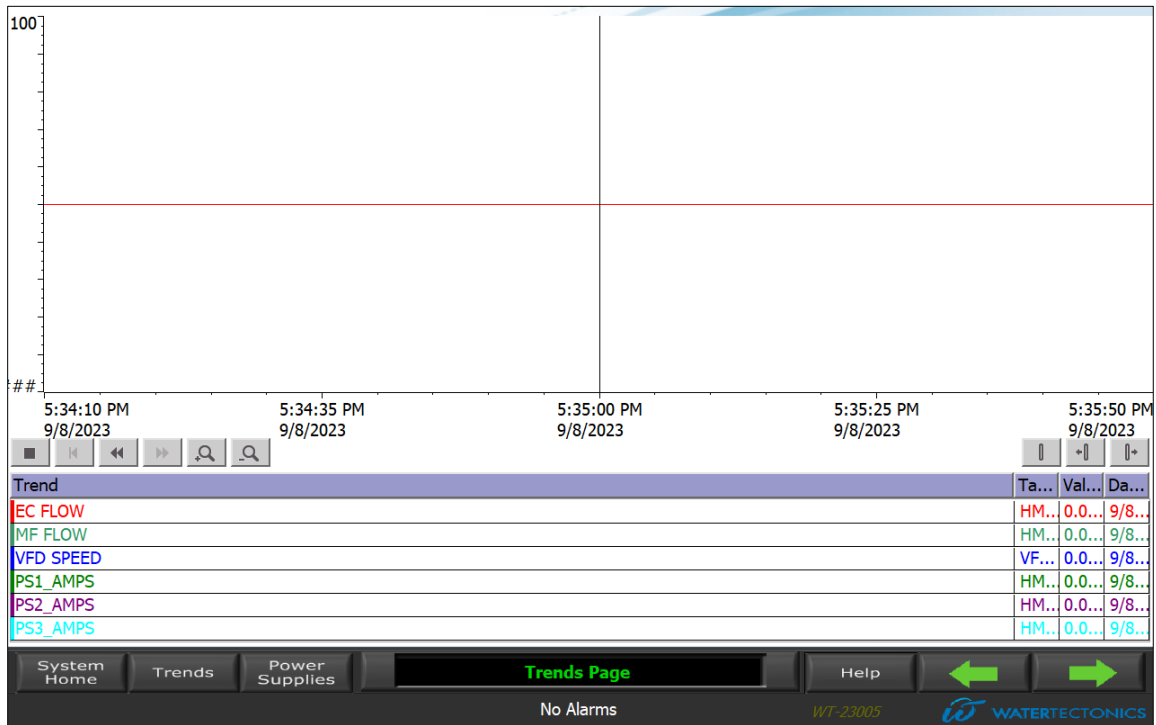 100
##
5:34:10 PM 5:34:35 PM 5:35:00 PM 5:35:25 PM 5:35:50 PM
9/8/2023 9/8/2023 9/8/2023 9/8/2023 9/8/2023
Trend Ta... Val... Da...
EC FLOW HM... 0.0... 9/8...
MF FLOW HM... 0.0... 9/8...
VFD SPEED VF... 0.0... 9/8...
PS1_AMPS HM... 0.0... 9/8...
PS2_AMPS HM... 0.0... 9/8...
PS3_AMPS HM... 0.0... 9/8...
System Home Trends Power Supplies Trends Page Help
No Alarms WT-23005 WATERTECTONICS